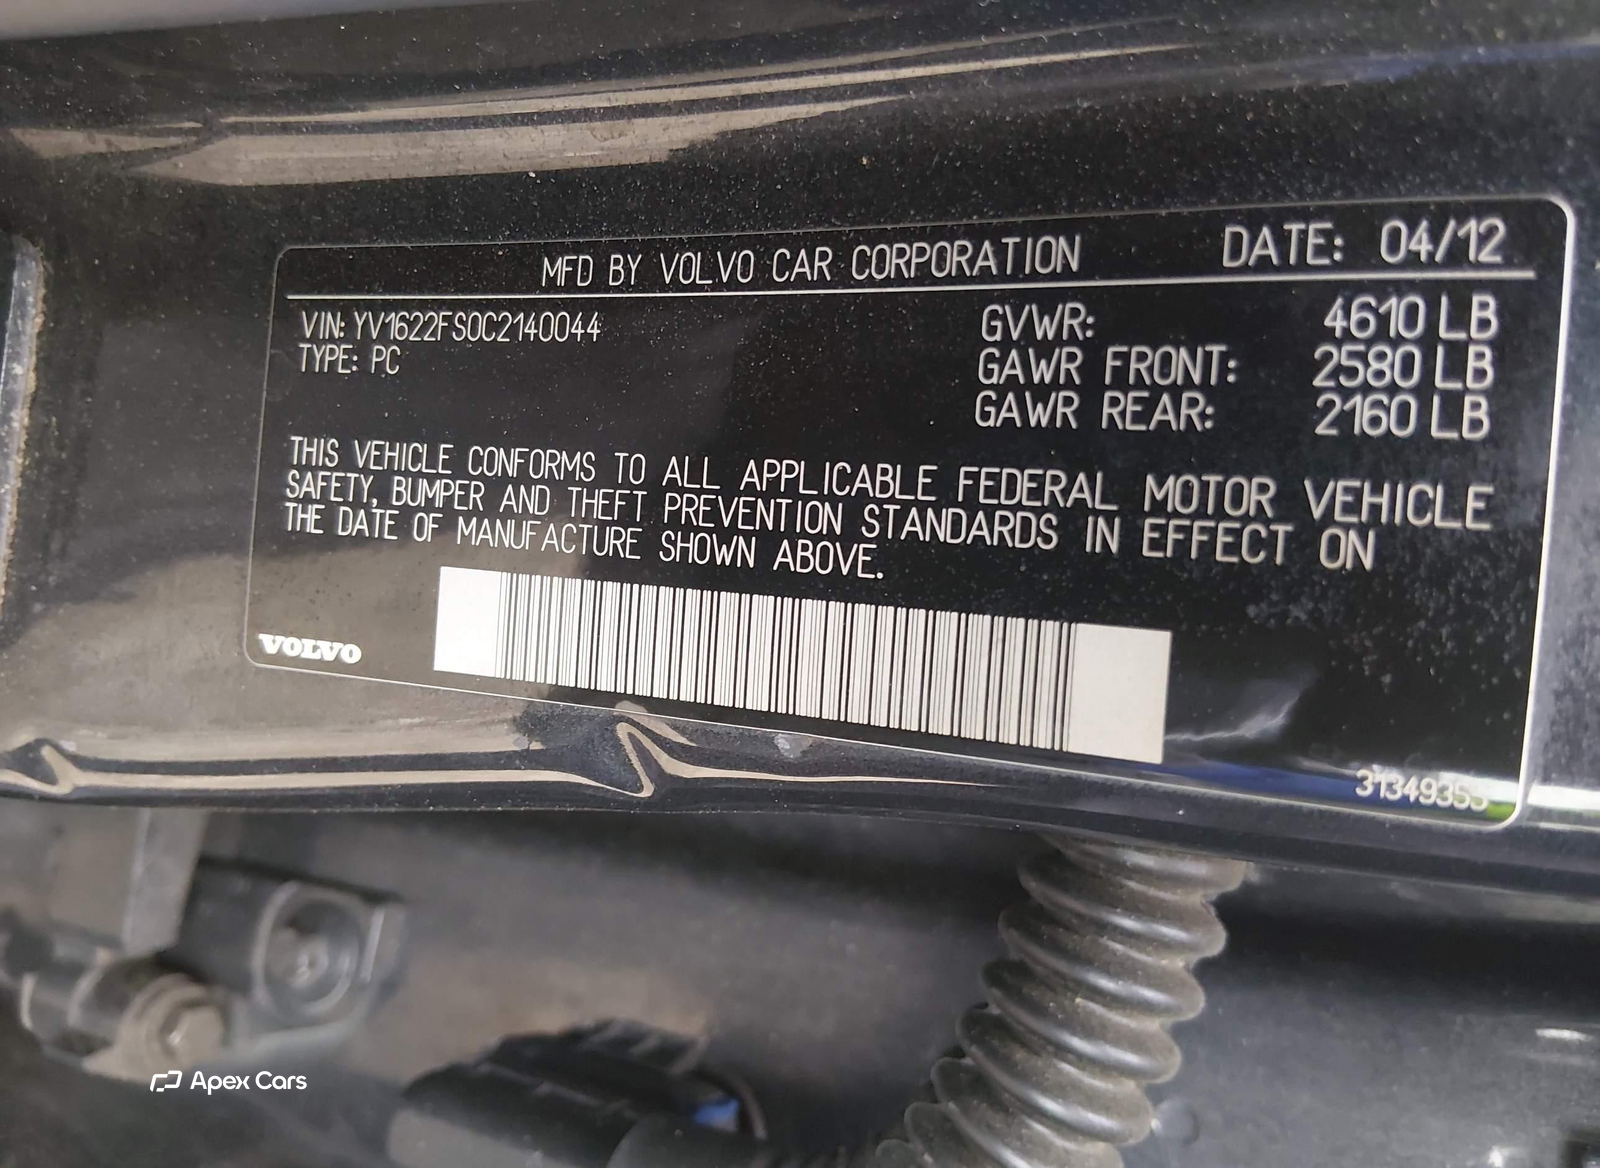 MFD BY VOLVO CAR CORPORATION DATE: 04/12
VIN: YV1622FS0C2140044 GVWR: 4610 LB
TYPE: PC GAWR FRONT: 2580 LB
GAWR REAR: 2160 LB
THIS VEHICLE CONFORMS TO ALL APPLICABLE FEDERAL MOTOR VEHICLE
SAFETY, BUMPER AND THEFT PREVENTION STANDARDS IN EFFECT ON
THE DATE OF MANUFACTURE SHOWN ABOVE.
VOLVO
31349355
Apex Cars